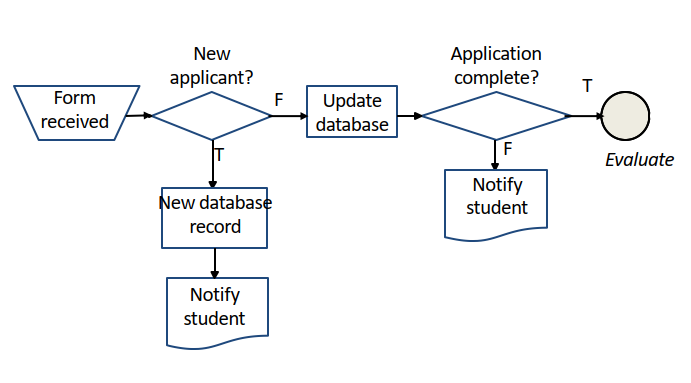 New
applicant?
Application
complete?
Form
received
F
Update
database
T
Evaluate
T
F
New database
record
Notify
student
Notify
student